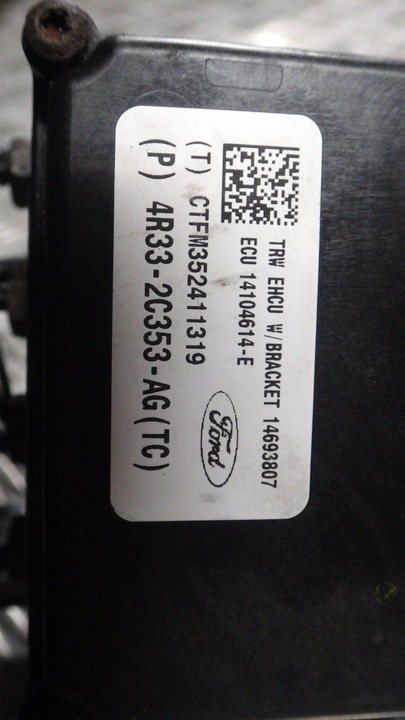 TRW EHCU W/BRACKET 14693807
ECU 14104614-E
Ford
(T) CTFM352411319
(P) 4R33-2C353-AG(TC)